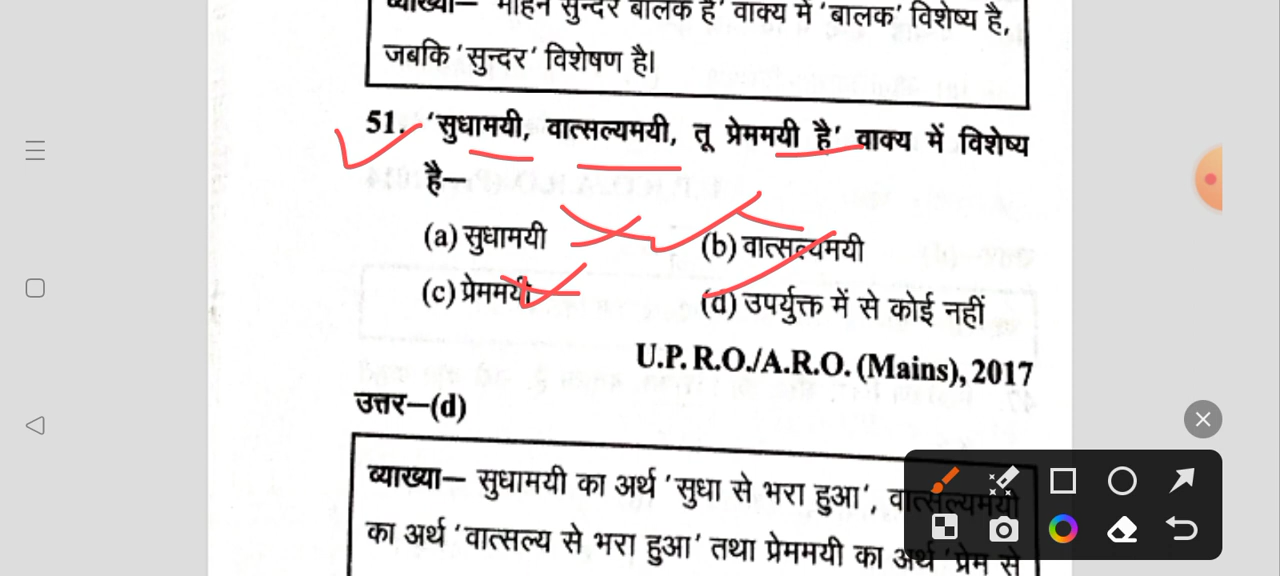 व्याख्या— 'मोहन सुन्दर बालक है' वाक्य में 'बालक' विशेष्य है,
जबकि 'सुन्दर' विशेषण है।
51. 'सुधामयी, वात्सल्यमयी, तू प्रेममयी है' वाक्य में विशेष्य
है—
(a) सुधामयी (b) वात्सल्यमयी
(c) प्रेममयी (d) उपर्युक्त में से कोई नहीं
U.P. R.O./A.R.O. (Mains), 2017
उत्तर—(d)
व्याख्या— सुधामयी का अर्थ 'सुधा से भरा हुआ', वात्सल्यमयी
का अर्थ 'वात्सल्य से भरा हुआ' तथा प्रेममयी का अर्थ 'प्रेम से